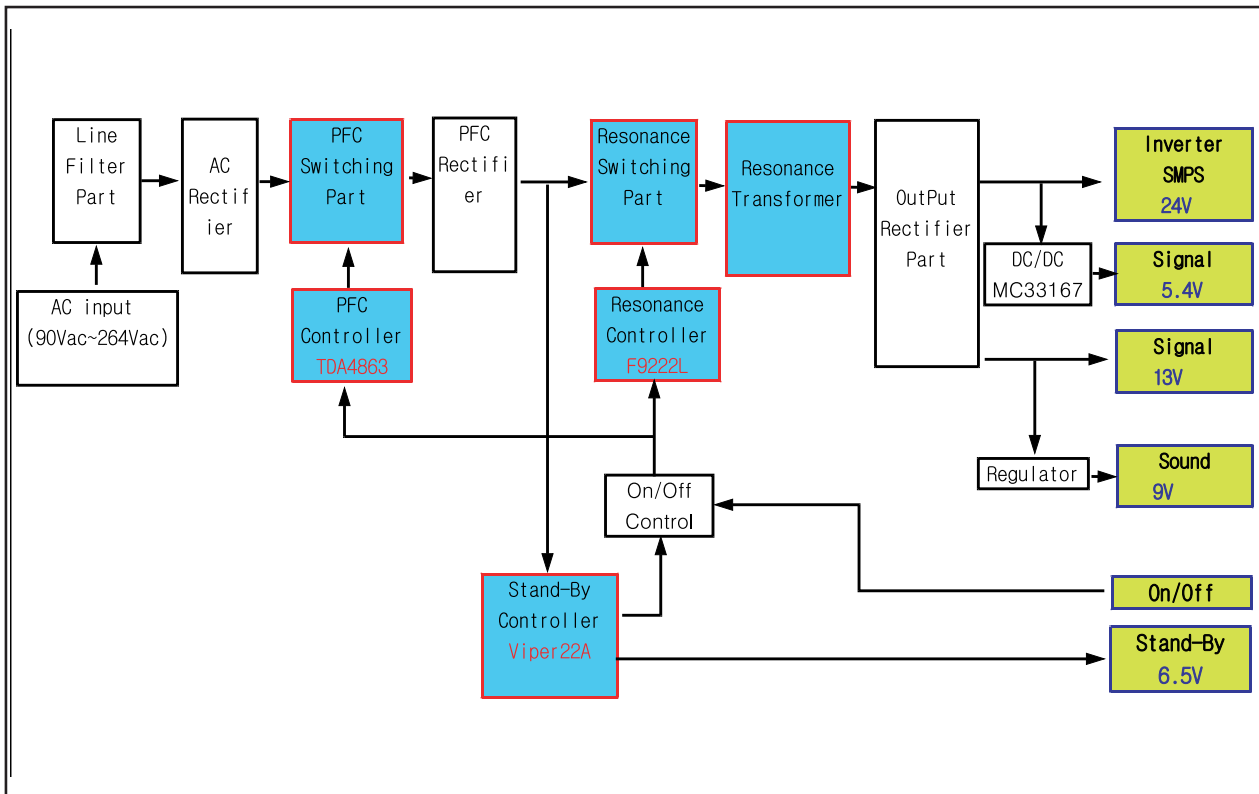 Line
Filter
Part
AC
Rectif
ier
PFC
Switching
Part
PFC
Rectifi
er
Resonance
Switching
Part
Resonance
Transformer
OutPut
Rectifier
Part
Inverter
SMPS
24V
DC/DC
MC33167
Signal
5.4V
AC input
(90Vac~264Vac)
PFC
Controller
TDA4863
Resonance
Controller
F9222L
Signal
13V
Regulator
Sound
9V
On/Off
Control
On/Off
Stand-By
Controller
Viper22A
Stand-By
6.5V